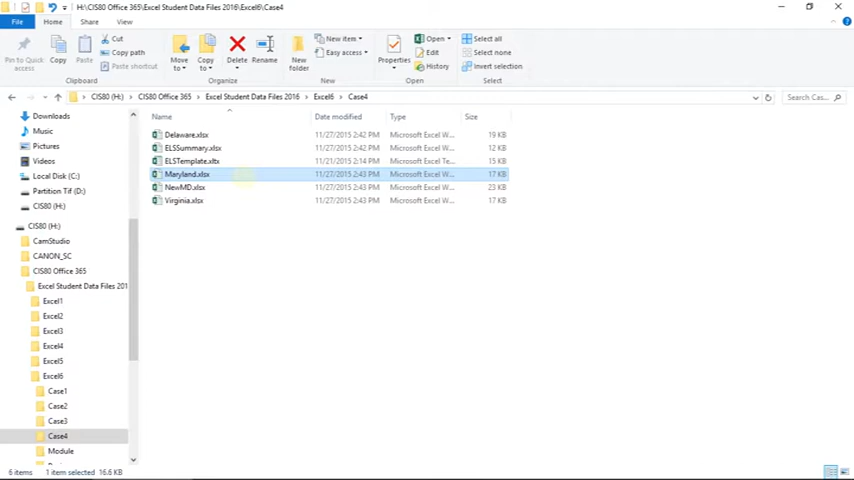 H:\CIS80 Office 365\Excel Student Data Files 2016\Excel6\Case4
File Home Share View
Pin to Quick access
Copy
Paste
Cut
Copy path
Paste shortcut
Move to
Copy to
Delete
Rename
New folder
New item
Easy access
Properties
Open
Edit
History
Select all
Select none
Invert selection
Clipboard Organize New Open Select
CIS80 (H:) › CIS80 Office 365 › Excel Student Data Files 2016 › Excel6 › Case4
Search Cas...
Name Date modified Type Size
Delaware.xlsx 11/27/2015 2:42 PM Microsoft Excel W... 19 KB
ELSSummary.xlsx 11/27/2015 2:42 PM Microsoft Excel W... 12 KB
ELSTemplate.xltx 11/21/2015 2:14 PM Microsoft Excel Te... 15 KB
Maryland.xlsx 11/27/2015 2:43 PM Microsoft Excel W... 17 KB
NewMD.xlsx 11/27/2015 2:43 PM Microsoft Excel W... 23 KB
Virginia.xlsx 11/27/2015 2:43 PM Microsoft Excel W... 17 KB
Downloads
Music
Pictures
Videos
Local Disk (C:)
Partition Tif (D:)
CIS80 (H:)
CIS80 (H:)
CamStudio
CANON_SC
CIS80 Office 365
Excel Student Data Files 201
Excel1
Excel2
Excel3
Excel4
Excel5
Excel6
Case1
Case2
Case3
Case4
Module
6 items 1 item selected 16.6 KB